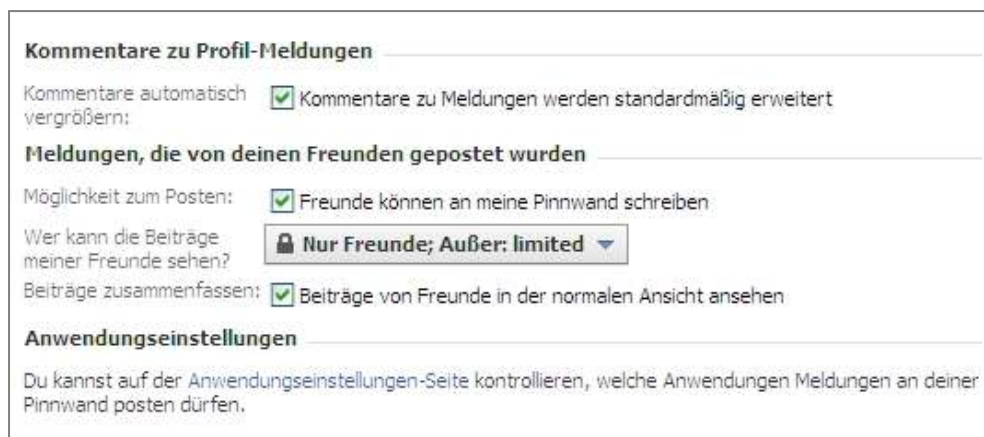 Kommentare zu Profil-Meldungen
Kommentare automatisch
vergrößern:
Kommentare zu Meldungen werden standardmäßig erweitert
Meldungen, die von deinen Freunden gepostet wurden
Möglichkeit zum Posten:
Freunde können an meine Pinnwand schreiben
Wer kann die Beiträge
meiner Freunde sehen?
Nur Freunde; Außer: limited
Beiträge zusammenfassen:
Beiträge von Freunde in der normalen Ansicht ansehen
Anwendungseinstellungen
Du kannst auf der Anwendungseinstellungen-Seite kontrollieren, welche Anwendungen Meldungen an deiner
Pinnwand posten dürfen.